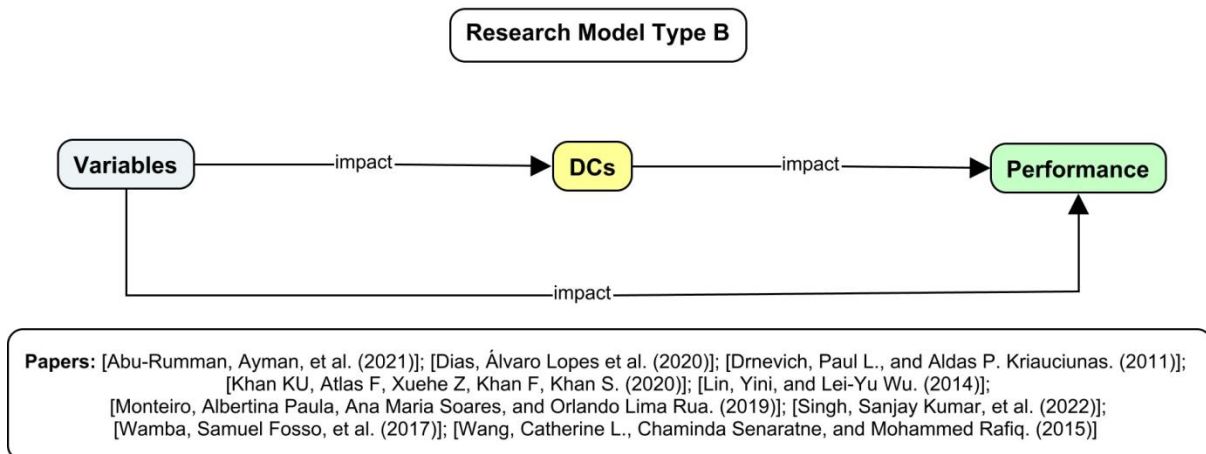 Research Model Type B
Variables
impact
DCs
impact
Performance
impact
Papers: [Abu-Rumman, Ayman, et al. (2021)]; [Dias, Álvaro Lopes et al. (2020)]; [Drnevich, Paul L., and Aldas P. Kriauciunas. (2011)];
[Khan KU, Atlas F, Xuehe Z, Khan F, Khan S. (2020)]; [Lin, Yini, and Lei-Yu Wu. (2014)];
[Monteiro, Albertina Paula, Ana Maria Soares, and Orlando Lima Rua. (2019)]; [Singh, Sanjay Kumar, et al. (2022)];
[Wamba, Samuel Fosso, et al. (2017)]; [Wang, Catherine L., Chaminda Senaratne, and Mohammed Rafiq. (2015)]